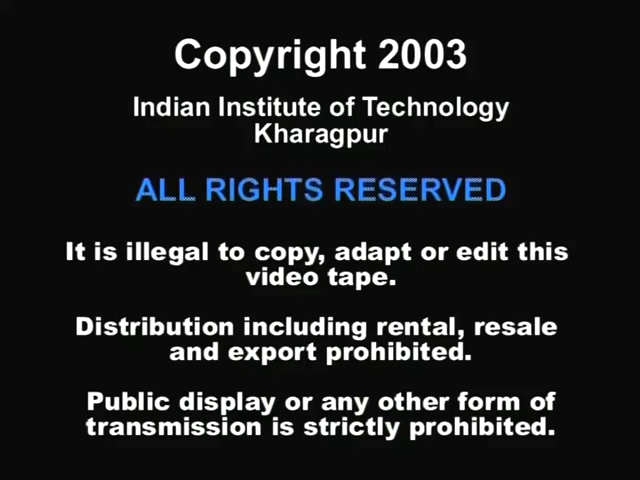 Copyright 2003
Indian Institute of Technology
Kharagpur
ALL RIGHTS RESERVED
It is illegal to copy, adapt or edit this
video tape.
Distribution including rental, resale
and export prohibited.
Public display or any other form of
transmission is strictly prohibited.